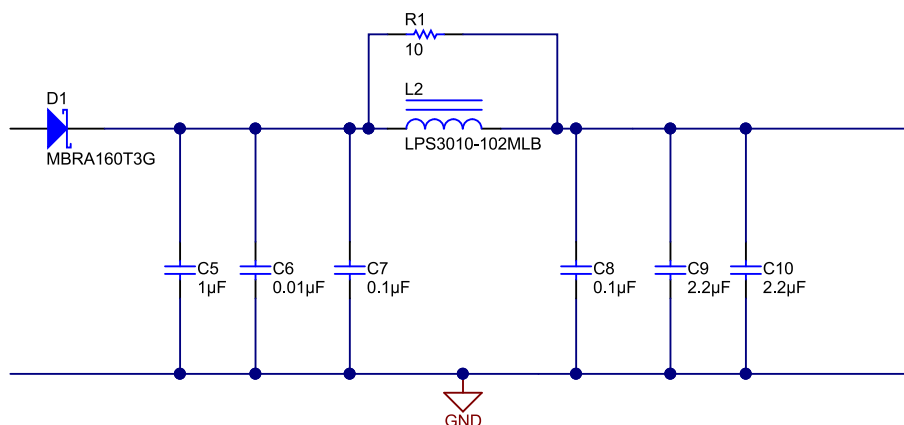 R1
10
D1
MBRA160T3G
L2
LPS3010-102MLB
C5
1µF
C6
0.01µF
C7
0.1µF
C8
0.1µF
C9
2.2µF
C10
2.2µF
GND